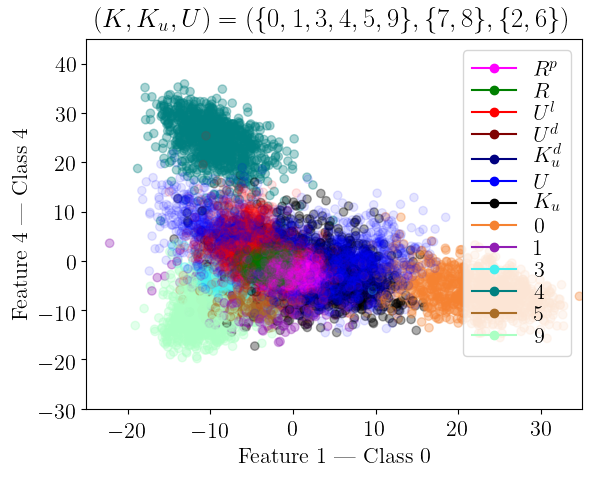 (K, K_u, U) = ({0, 1, 3, 4, 5, 9}, {7, 8}, {2, 6})
40
30
20
10
0
−10
−20
−30
Feature 4 — Class 4
R^p
R
U^l
U^d
K_u^d
U
K_u
0
1
3
4
5
9
−20
−10
0
10
20
30
Feature 1 — Class 0